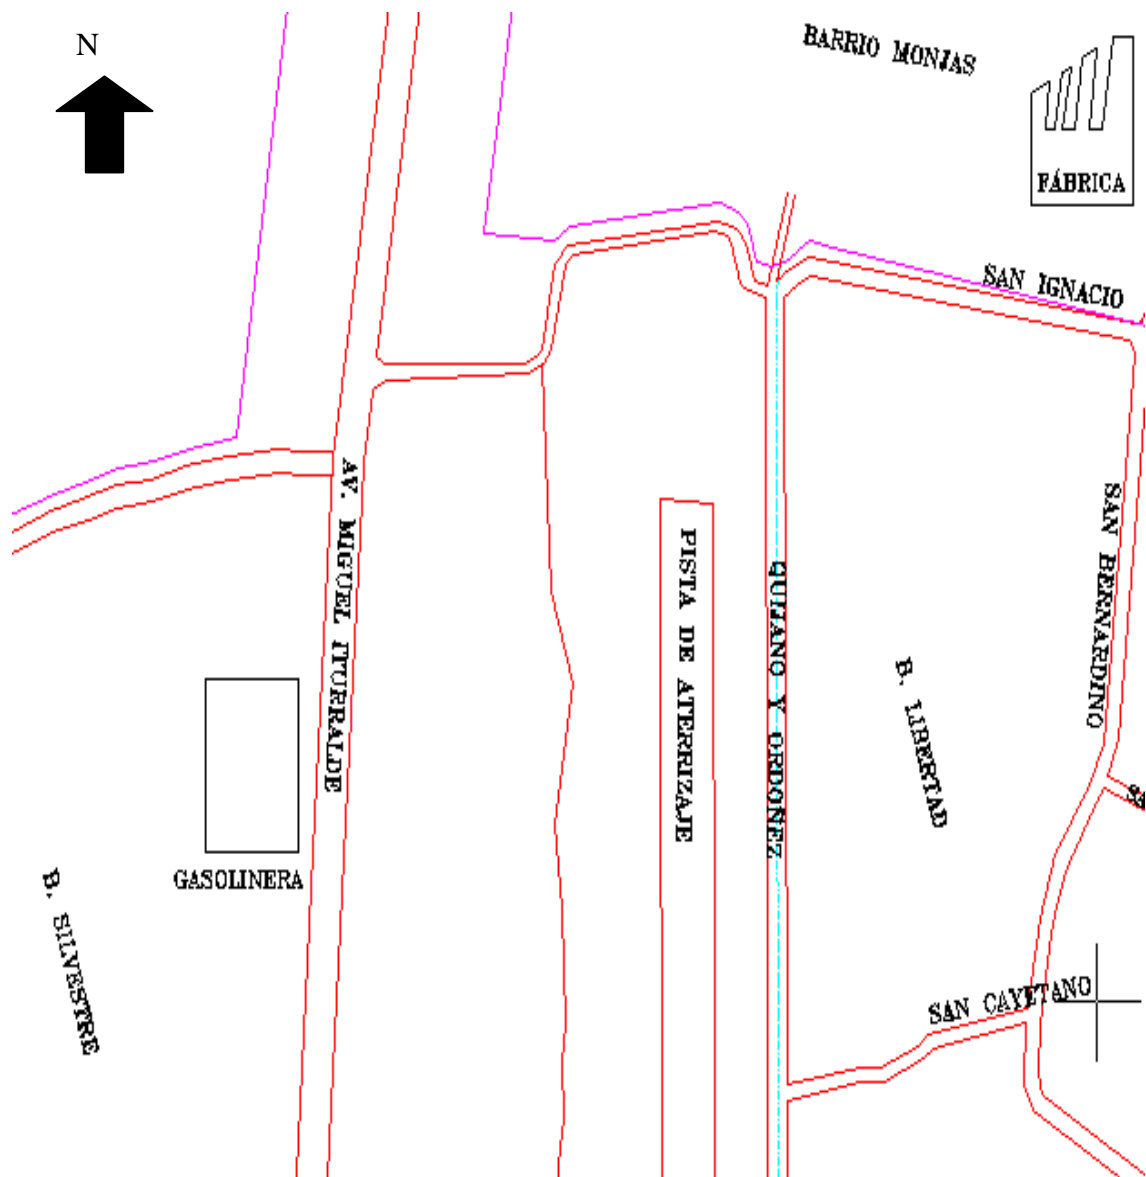 N
BARRIO MONJAS
FÁBRICA
SAN IGNACIO
AV. MIGUEL ITURRALDE
PISTA DE ATERRIZAJE
QUIJANO Y ORDOÑEZ
SAN BERNARDINO
B. LIBERTAD
GASOLINERA
B. SILVESTRE
SAN CAYETANO